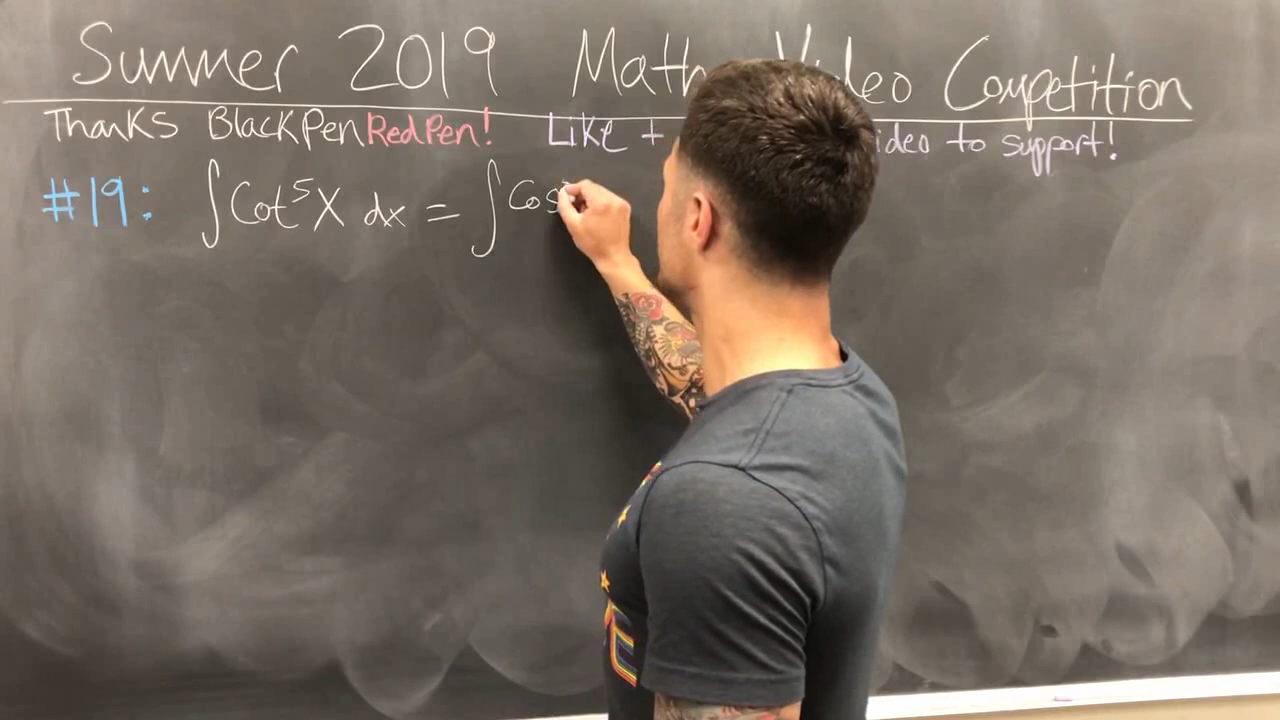 Summer 2019 Math Video Competition
Thanks BlackPenRedPen! Like + video to support!
#19: ∫Cot⁵X dx = ∫Cos